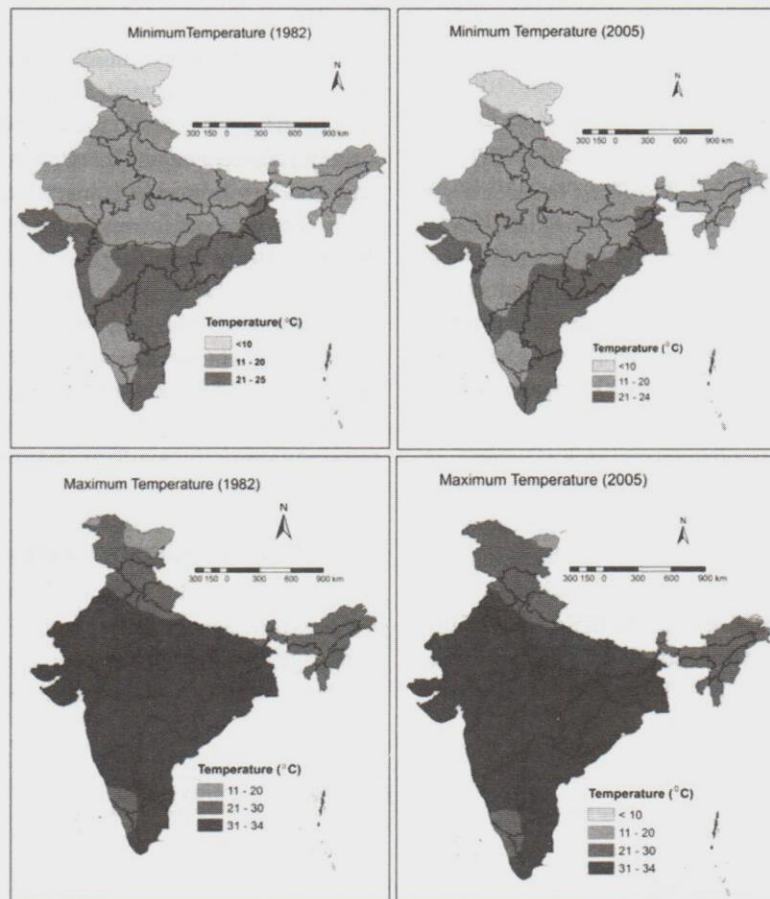 Minimum Temperature (1982)
N
300 150 0 300 600 900 km
Temperature(°C)
<10
11 - 20
21 - 25
Minimum Temperature (2005)
N
300 150 0 300 600 900 km
Temperature (°C)
< 10
11 - 20
21 - 24
Maximum Temperature (1982)
N
300 150 0 300 600 900 km
Temperature (°C)
11 - 20
21 - 30
31 - 34
Maximum Temperature (2005)
N
300 150 0 300 600 900 km
Temperature (°C)
< 10
11 - 20
21 - 30
31 - 34